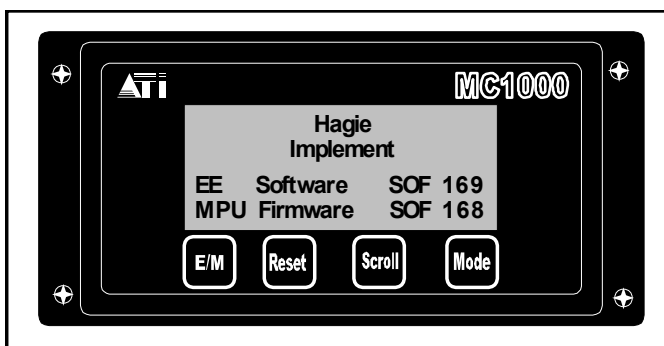 ATi MC1000
Hagie
Implement
EE Software SOF 169
MPU Firmware SOF 168
E/M Reset Scroll Mode